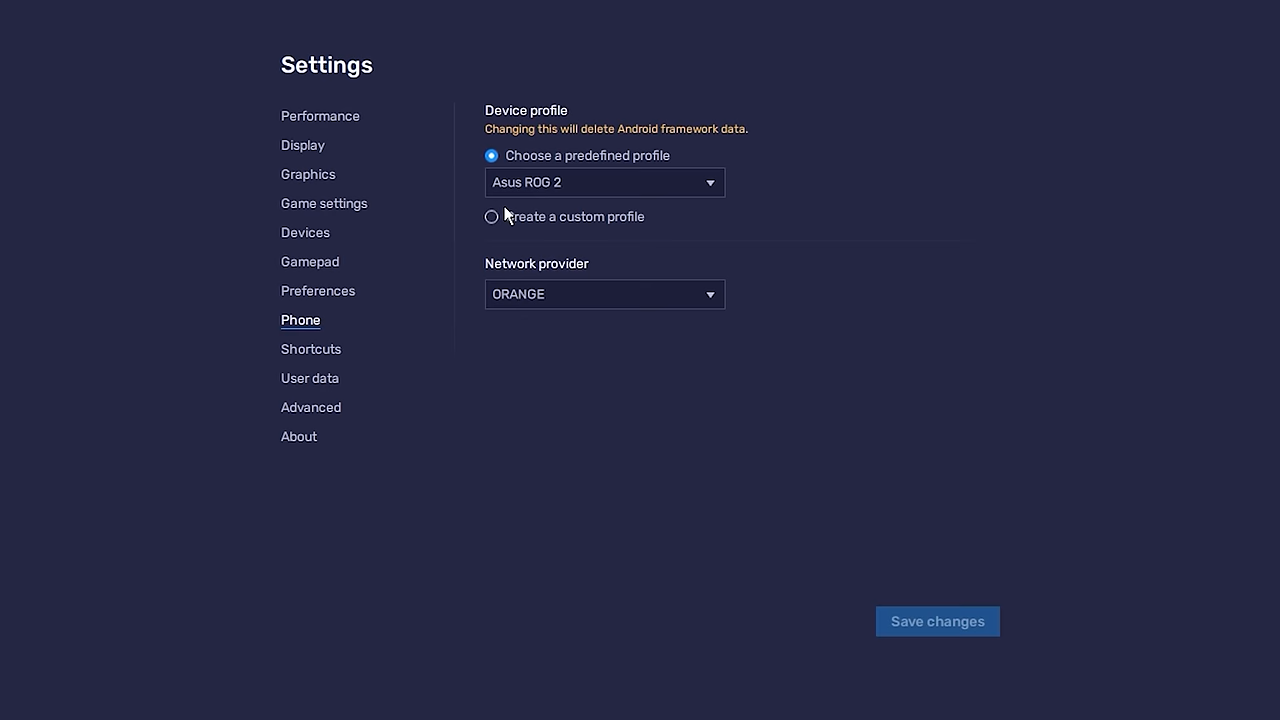 Settings
Performance
Display
Graphics
Game settings
Devices
Gamepad
Preferences
Phone
Shortcuts
User data
Advanced
About
Device profile
Changing this will delete Android framework data.
Choose a predefined profile
Asus ROG 2
Create a custom profile
Network provider
ORANGE
Save changes